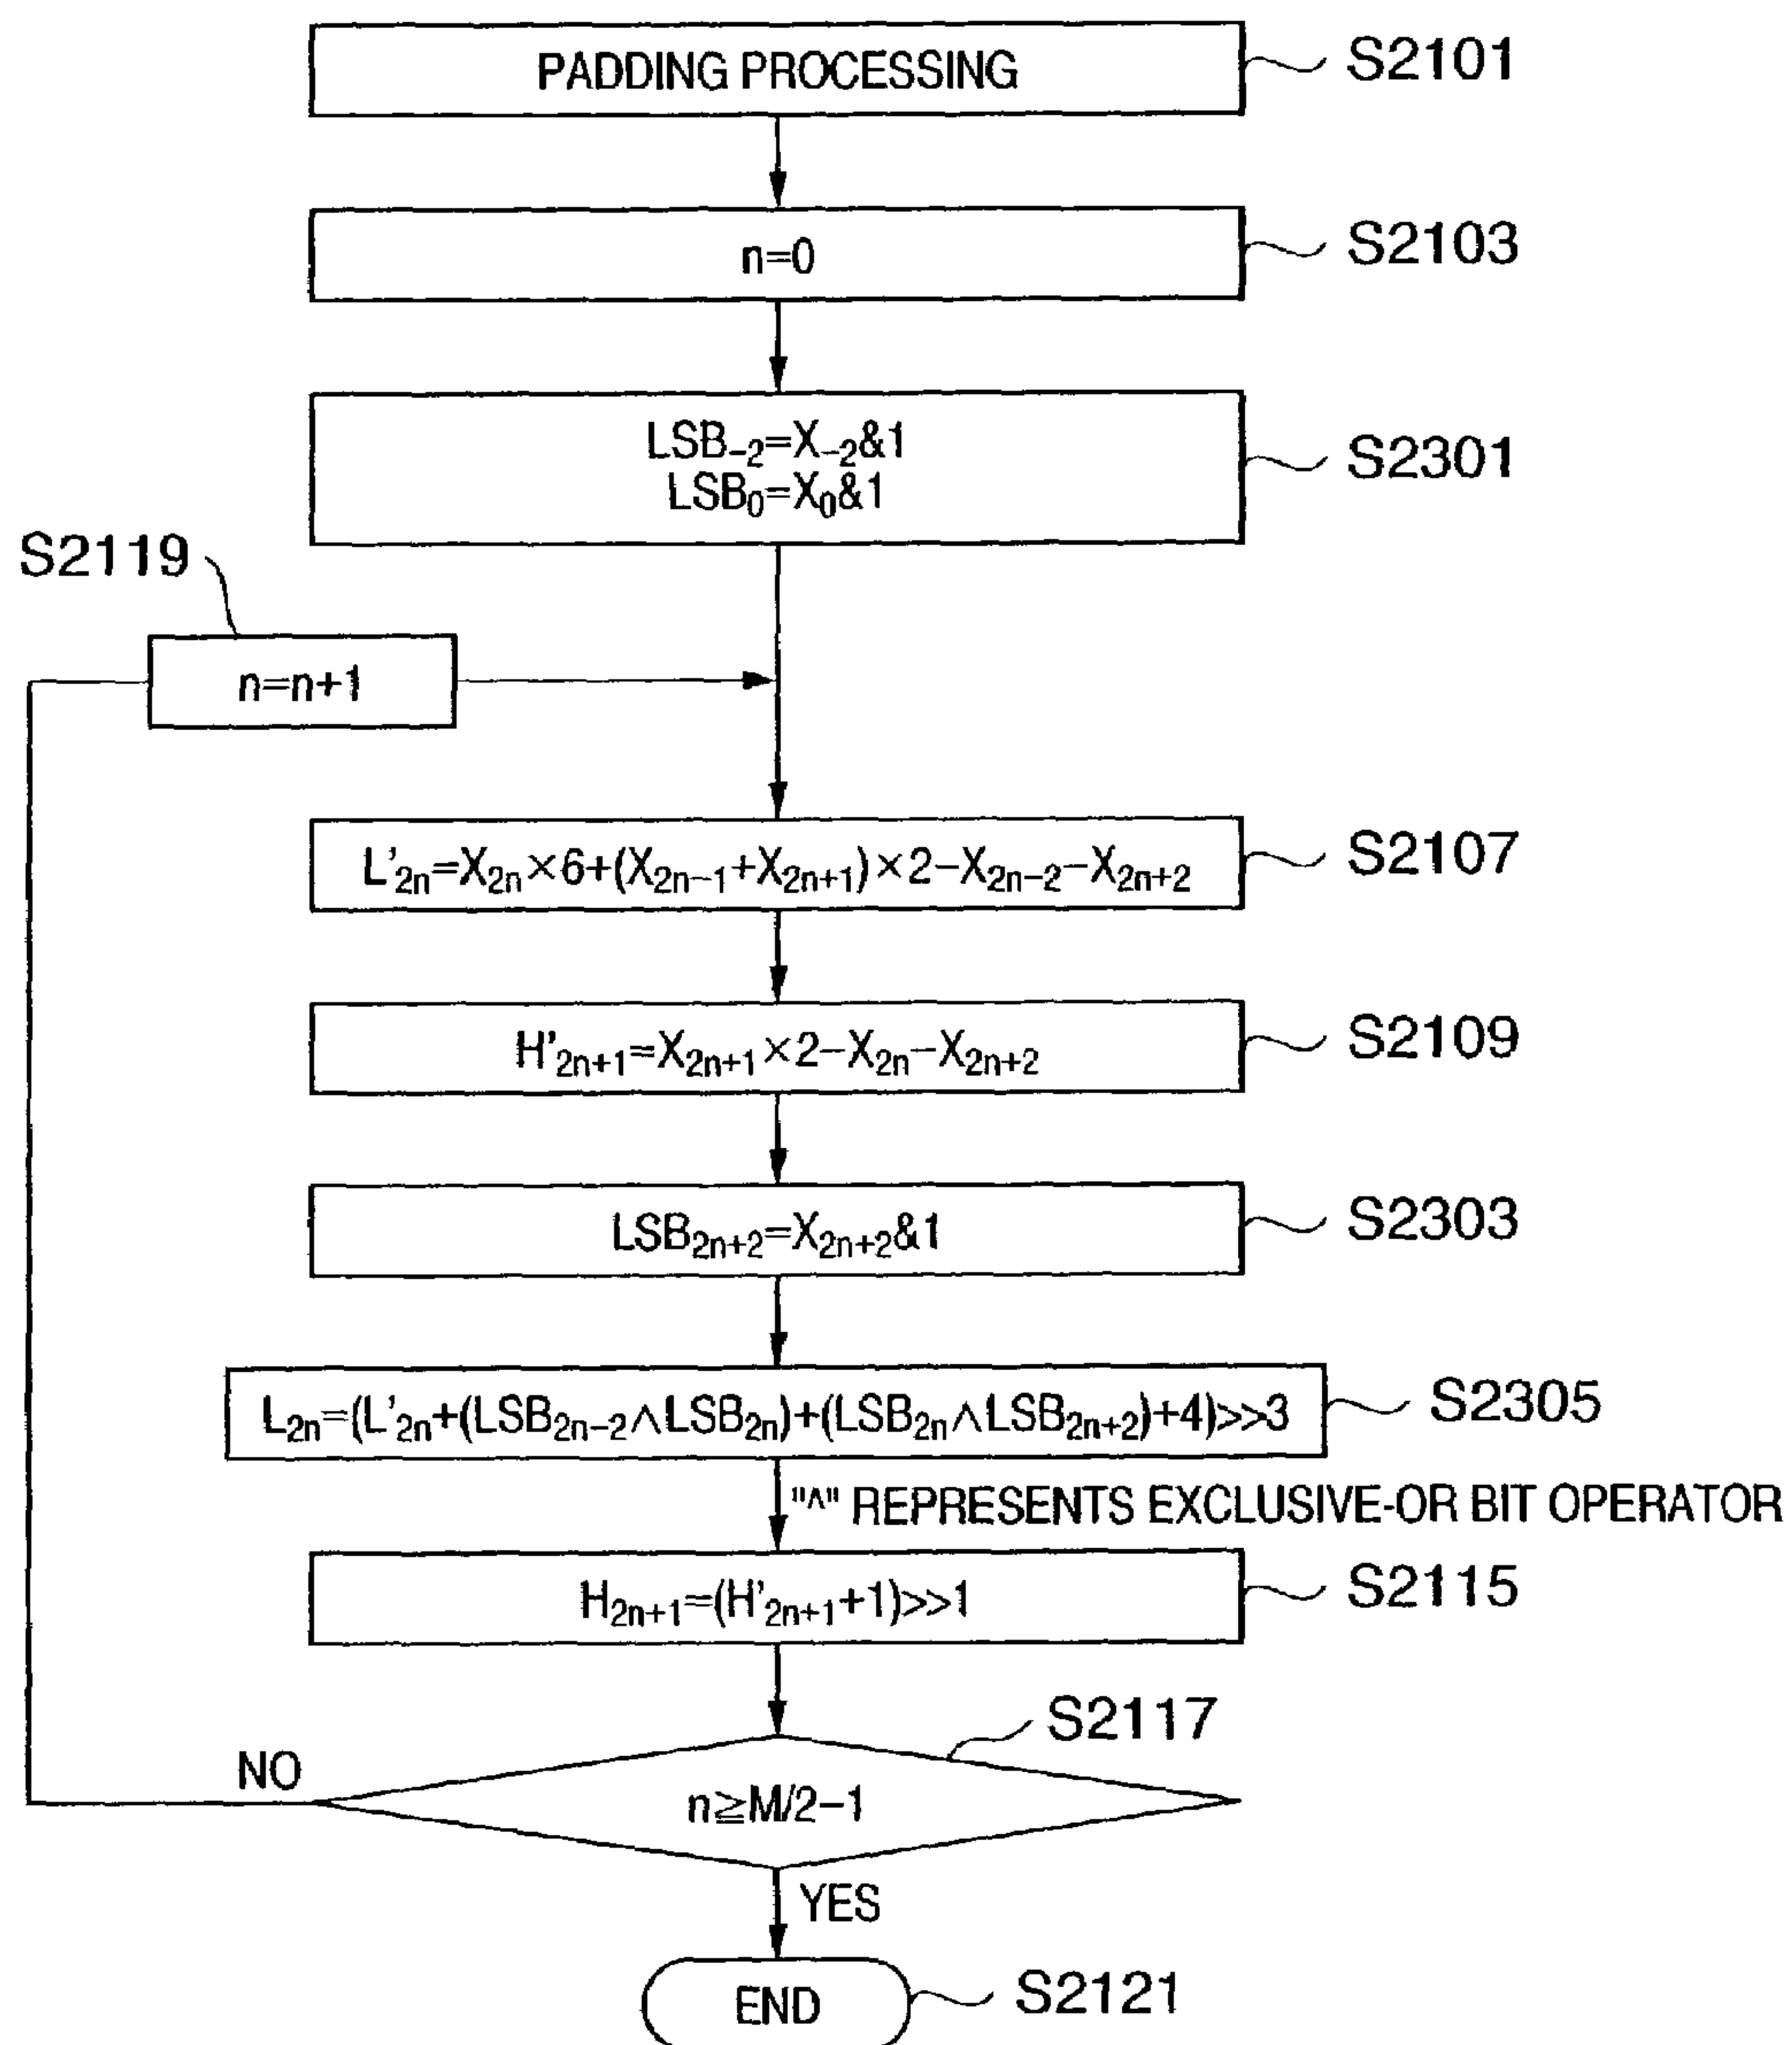 PADDING PROCESSING
S2101
n=0
S2103
LSB₋₂=X₋₂&1
LSB₀=X₀&1
S2301
S2119
n=n+1
L'₂ₙ=X₂ₙ×6+(X₂ₙ₋₁+X₂ₙ₊₁)×2−X₂ₙ₋₂−X₂ₙ₊₂
S2107
H'₂ₙ₊₁=X₂ₙ₊₁×2−X₂ₙ−X₂ₙ₊₂
S2109
LSB₂ₙ₊₂=X₂ₙ₊₂&1
S2303
L₂ₙ=(L'₂ₙ+(LSB₂ₙ₋₂∧LSB₂ₙ)+(LSB₂ₙ∧LSB₂ₙ₊₂)+4)>>3
S2305
"^" REPRESENTS EXCLUSIVE-OR BIT OPERATOR
H₂ₙ₊₁=(H'₂ₙ₊₁+1)>>1
S2115
S2117
NO
n≧M/2−1
YES
END
S2121